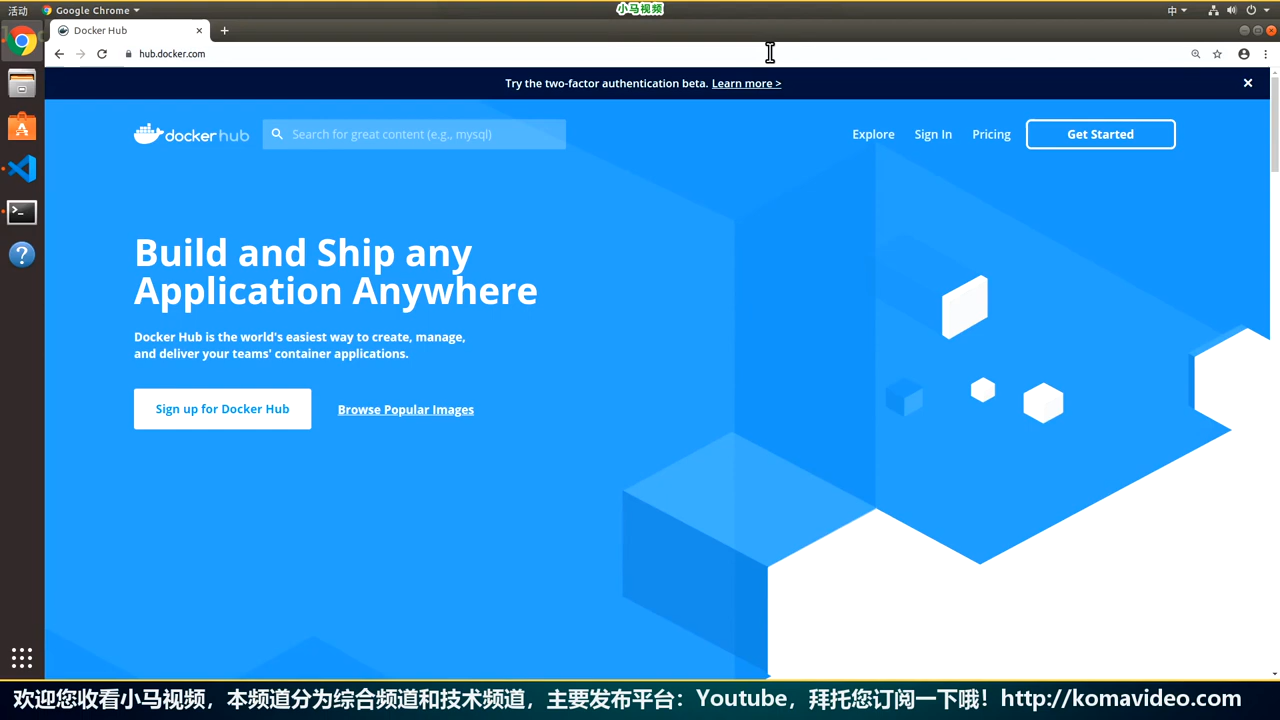 活动
Google Chrome
小马视频
中
Docker Hub
hub.docker.com
Try the two-factor authentication beta. Learn more >
docker hub
Search for great content (e.g., mysql)
Explore
Sign In
Pricing
Get Started
Build and Ship any
Application Anywhere
Docker Hub is the world's easiest way to create, manage,
and deliver your teams' container applications.
Sign up for Docker Hub
Browse Popular Images
欢迎您收看小马视频，本频道分为综合频道和技术频道，主要发布平台：Youtube，拜托您订阅一下哦！http://komavideo.com